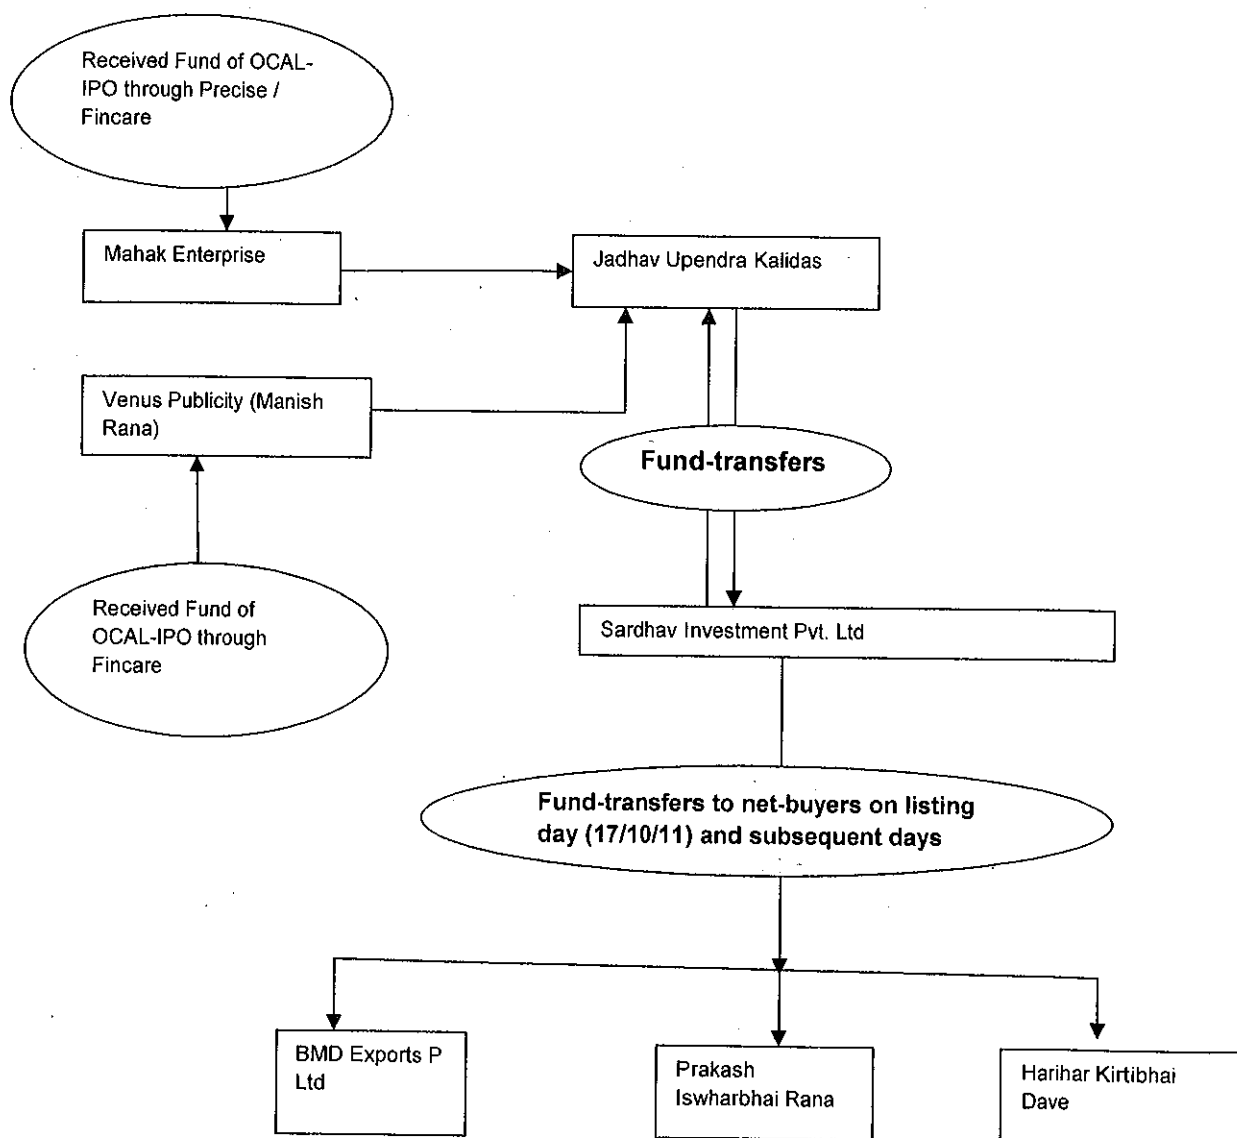 Received Fund of OCAL-
IPO through Precise /
Fincare
Mahak Enterprise
Jadhav Upendra Kalidas
Venus Publicity (Manish
Rana)
Fund-transfers
Received Fund of
OCAL-IPO through
Fincare
Sardhav Investment Pvt. Ltd
Fund-transfers to net-buyers on listing
day (17/10/11) and subsequent days
BMD Exports P
Ltd
Prakash
Iswharbhai Rana
Harihar Kirtibhai
Dave